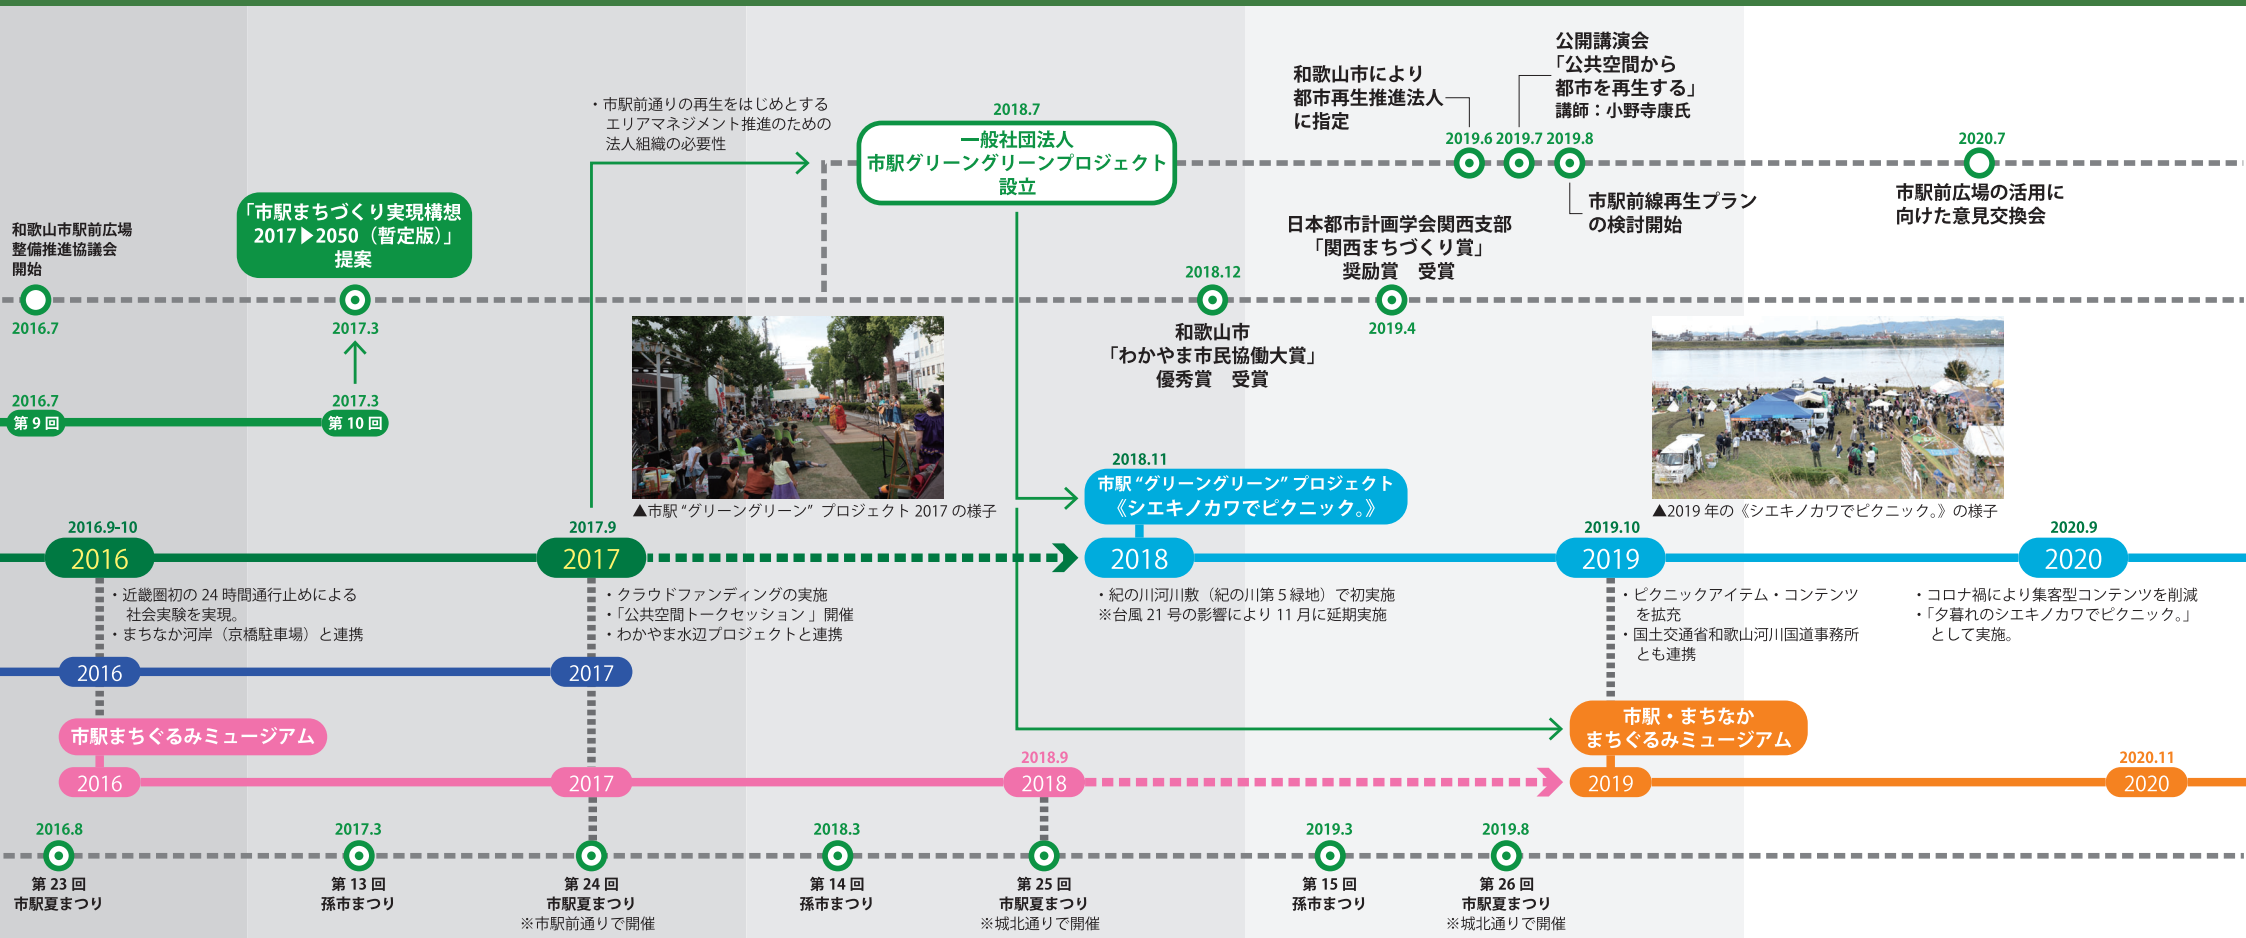 公開講演会
「公共空間から
都市を再生する」
講師：小野寺康氏
和歌山市により
都市再生推進法人
に指定
・市駅前通りの再生をはじめとする
エリアマネジメント推進のための
法人組織の必要性
2018.7
一般社団法人
市駅グリーングリーンプロジェクト
設立
2019.6 2019.7 2019.8
2020.7
市駅前線再生プラン
の検討開始
市駅前広場の活用に
向けた意見交換会
和歌山市駅前広場
整備推進協議会
開始
2016.7
「市駅まちづくり実現構想
2017▶2050（暫定版）」
提案
2017.3
日本都市計画学会関西支部
「関西まちづくり賞」
奨励賞　受賞
2019.4
2018.12
和歌山市
「わかやま市民協働大賞」
優秀賞　受賞
2016.7
第 9 回
2017.3
第 10 回
▲市駅 “グリーングリーン” プロジェクト 2017 の様子
▲2019 年の《シエキノカワでピクニック。》の様子
2018.11
市駅 “グリーングリーン” プロジェクト
《シエキノカワでピクニック。》
2016.9-10
2016
2017.9
2017
2018
2019.10
2019
2020.9
2020
・近畿圏初の 24 時間通行止めによる
社会実験を実現。
・まちなか河岸（京橋駐車場）と連携
・クラウドファンディングの実施
・「公共空間トークセッション 」開催
・わかやま水辺プロジェクトと連携
・紀の川河川敷（紀の川第 5 緑地）で初実施
※台風 21 号の影響により 11 月に延期実施
・ピクニックアイテム・コンテンツ
を拡充
・国土交通省和歌山河川国道事務所
とも連携
・コロナ禍により集客型コンテンツを削減
・「夕暮れのシエキノカワでピクニック。」
として実施。
2016
2017
市駅まちぐるみミュージアム
2016
2017
2018.9
2018
市駅・まちなか
まちぐるみミュージアム
2019
2020.11
2020
2016.8
第 23 回
市駅夏まつり
2017.3
第 13 回
孫市まつり
第 24 回
市駅夏まつり
※市駅前通りで開催
2018.3
第 14 回
孫市まつり
第 25 回
市駅夏まつり
※城北通りで開催
2019.3
第 15 回
孫市まつり
2019.8
第 26 回
市駅夏まつり
※城北通りで開催